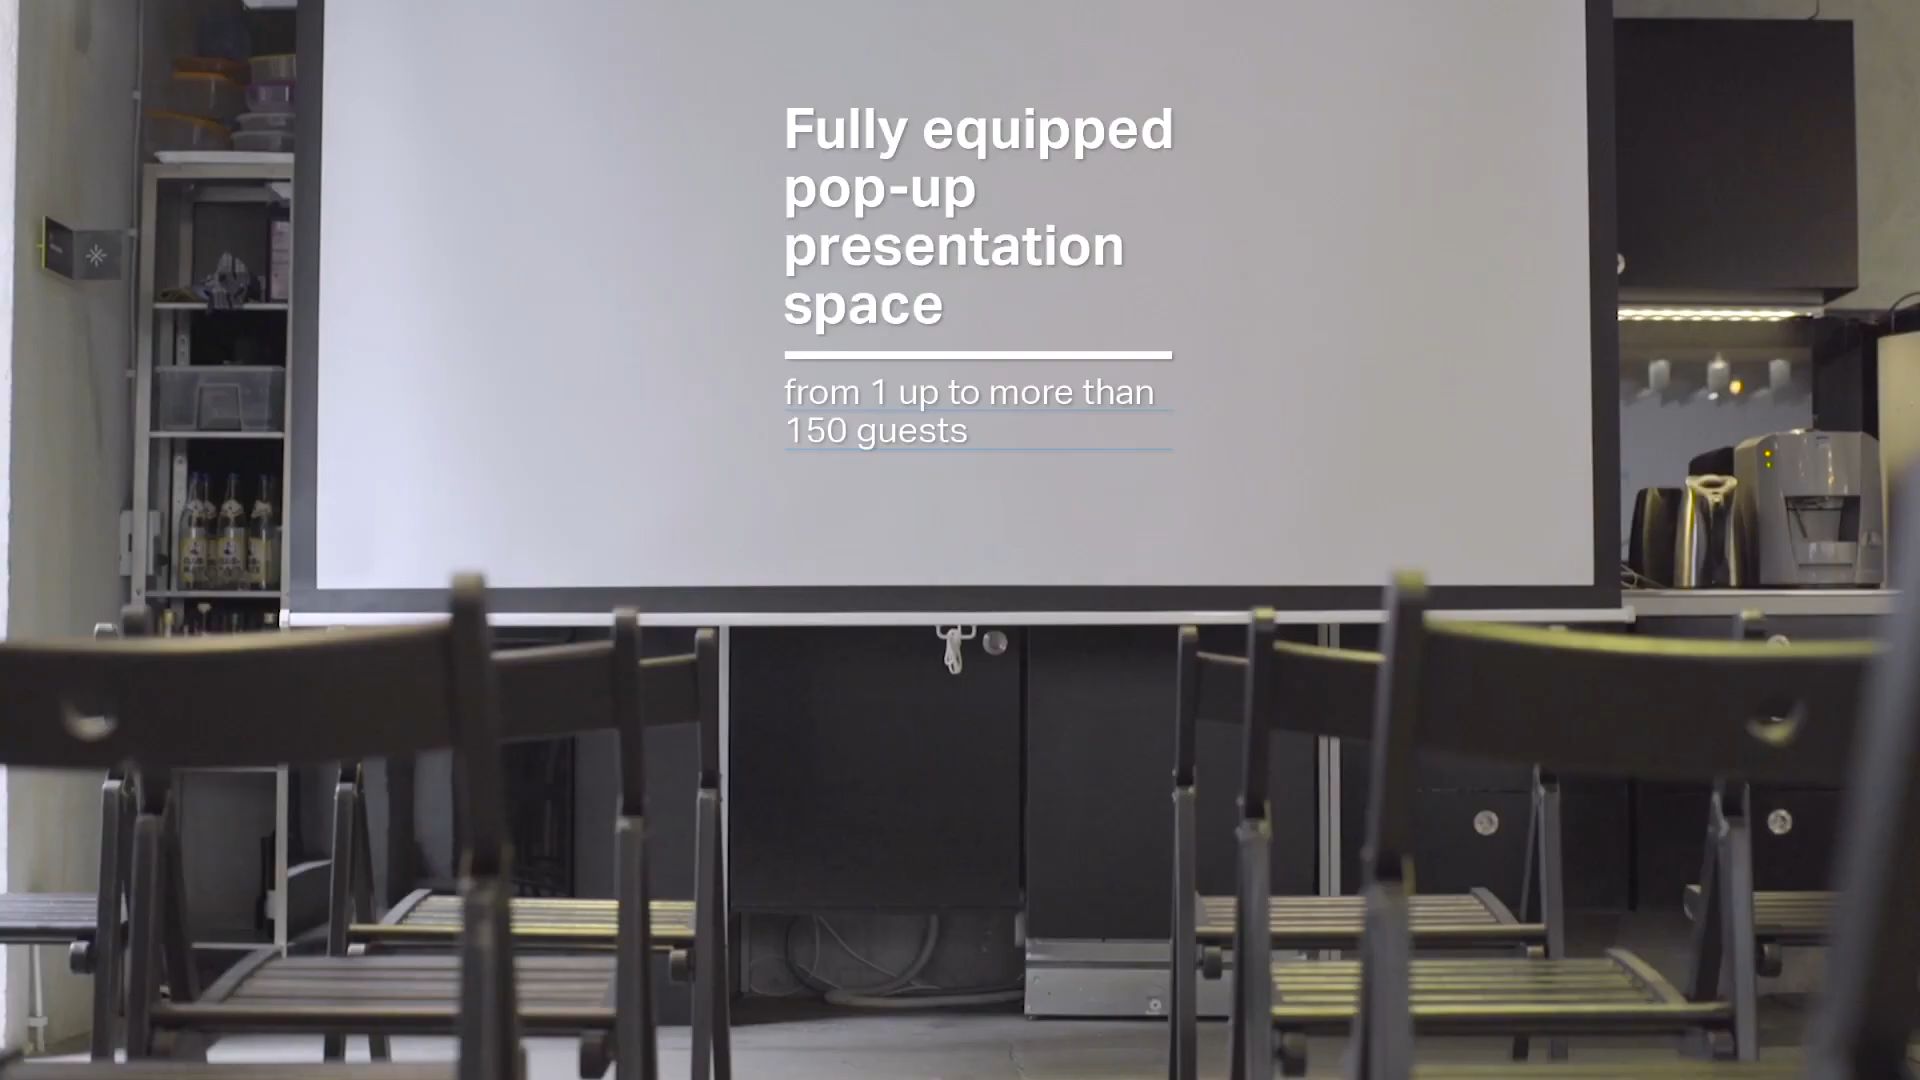 Fully equipped
pop-up
presentation
space
from 1 up to more than
150 guests